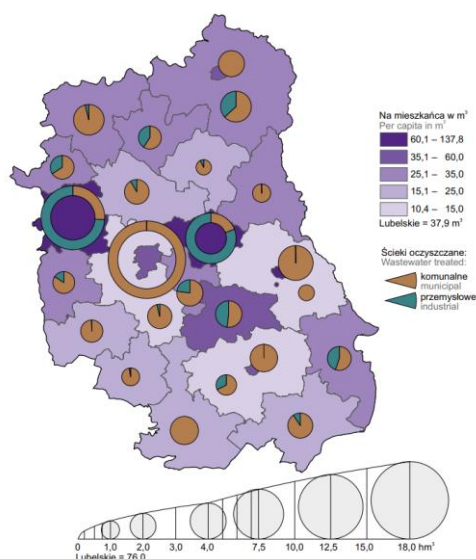 Na mieszkańca w m³
Per capita in m³
60,1 – 137,8
35,1 – 60,0
25,1 – 35,0
15,1 – 25,0
10,4 – 15,0
Lubelskie = 37,9 m³
Ścieki oczyszczane:
Wastewater treated:
komunalne
municipal
przemysłowe
industrial
1,0 2,0 4,0 7,5 10,0 12,5 15,0 18,0 hm³
Lubelskie = 76,0